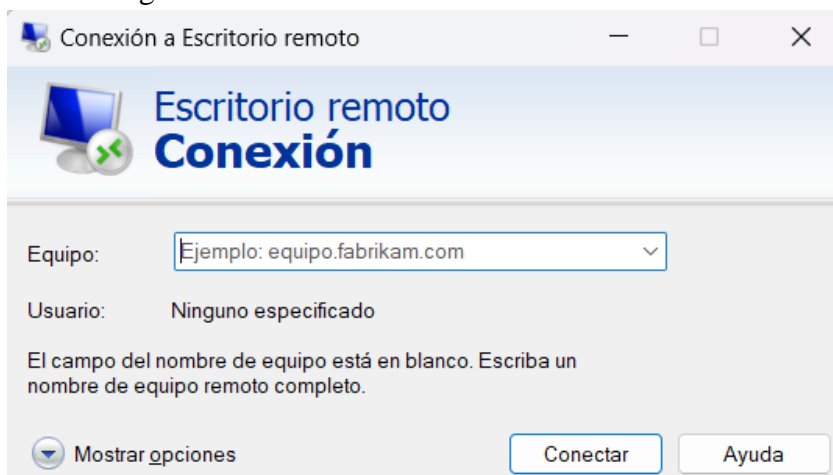 Conexión a Escritorio remoto
Escritorio remoto
Conexión
Equipo: Ejemplo: equipo.fabrikam.com
Usuario: Ninguno especificado
El campo del nombre de equipo está en blanco. Escriba un
nombre de equipo remoto completo.
Mostrar opciones Conectar Ayuda